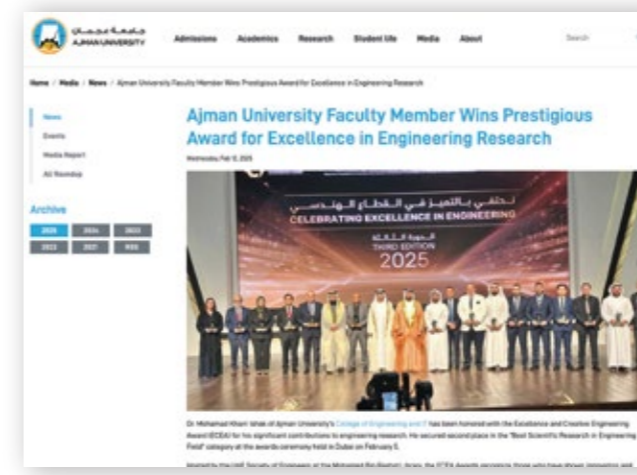 جامعة عجمان
AJMAN UNIVERSITY
Admissions Academics Research Student life Media About
Search
Home / Media / News / Ajman University Faculty Member Wins Prestigious Award for Excellence in Engineering Research
News
Events
Media Report
AU Roundup
Archive
2025 2024 2023
2022 2021
Ajman University Faculty Member Wins Prestigious
Award for Excellence in Engineering Research
Wednesday, Feb 12, 2025
نحتفي بالتميز في القطاع الهندسي
CELEBRATING EXCELLENCE IN ENGINEERING
الدورة الثالثة
THIRD EDITION
2025
Dr. Mohamad Khairi Ishak of Ajman University's College of Engineering and IT has been honored with the Excellence and Creative Engineering
Award (ECEA) for his significant contributions to engineering research. He secured second place in the "Best Scientific Research in Engineering
Field" category at the awards ceremony held in Dubai on February 5.